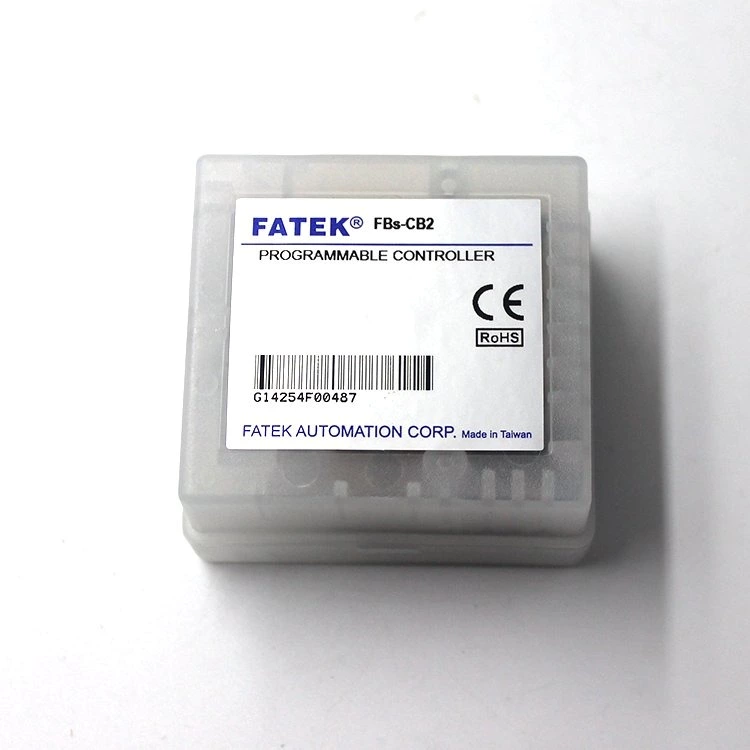 FATEK® FBs-CB2
PROGRAMMABLE CONTROLLER
CE
RoHS
G14254F00487
FATEK AUTOMATION CORP. Made in Taiwan